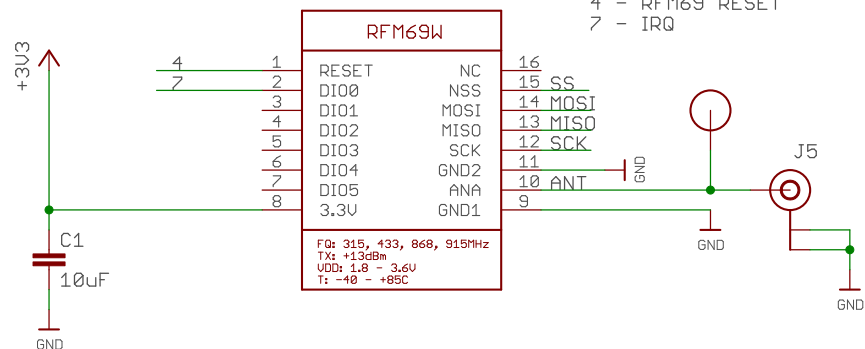 4 - RFM69 RESET
7 - IRQ
+3V3
RFM69W
4
7
1 RESET
2 DIO0
3 DIO1
4 DIO2
5 DIO3
6 DIO4
7 DIO5
8 3.3V
NC 16
NSS 15 SS
MOSI 14 MOSI
MISO 13 MISO
SCK 12 SCK
GND2 11 GND
ANA 10 ANT
GND1 9
GND
J5
GND
C1
10uF
GND
FQ: 315, 433, 868, 915MHz
TX: +13dBm
VDD: 1.8 - 3.6V
T: -40 - +85C